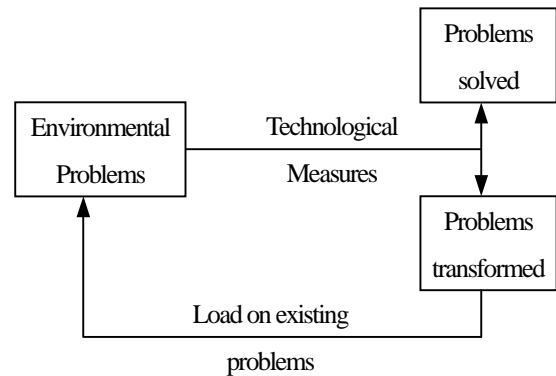 Problems
solved
Environmental
Problems
Technological
Measures
Problems
transformed
Load on existing
problems